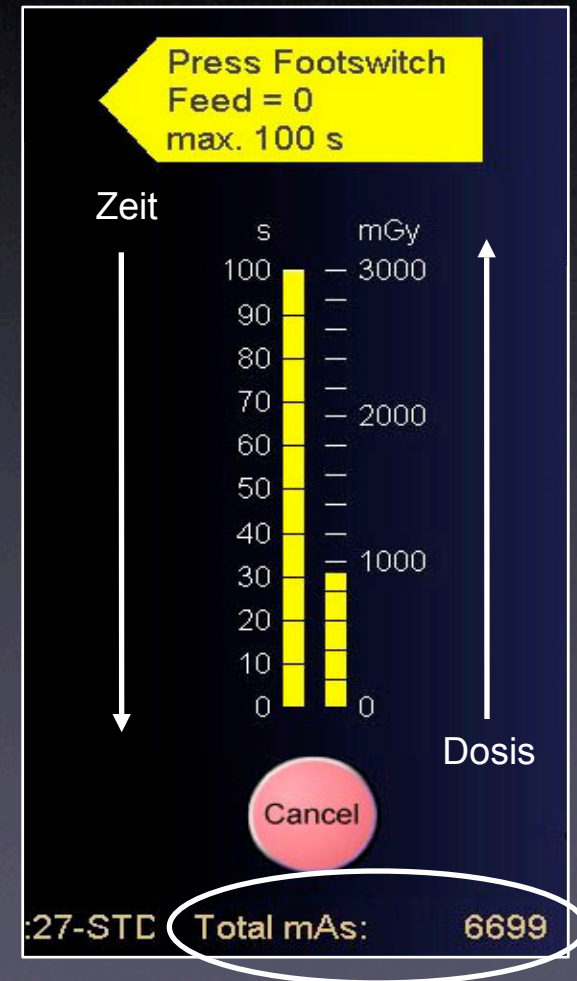 Press Footswitch
Feed = 0
max. 100 s
Zeit
s mGy
100 3000
90
80
70 2000
60
50
40 1000
30
20
10
0 0
Dosis
Cancel
:27-STD Total mAs: 6699